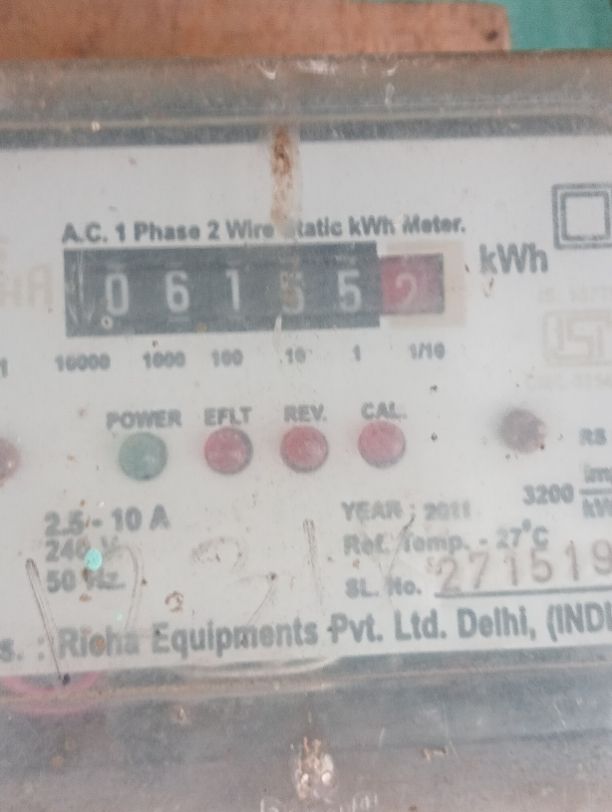 A.C. 1 Phase 2 Wire Static kWh Meter.
0 6 1 5 5 2 kWh
10000 1000 100 10 1 1/10
POWER EFLT REV. CAL.
2.5 - 10 A
240 V
50 Hz.
3200
YEAR : 2011
Ref. Temp. - 27°C
SL. No. 271519
s. : Richa Equipments Pvt. Ltd. Delhi, (INDI